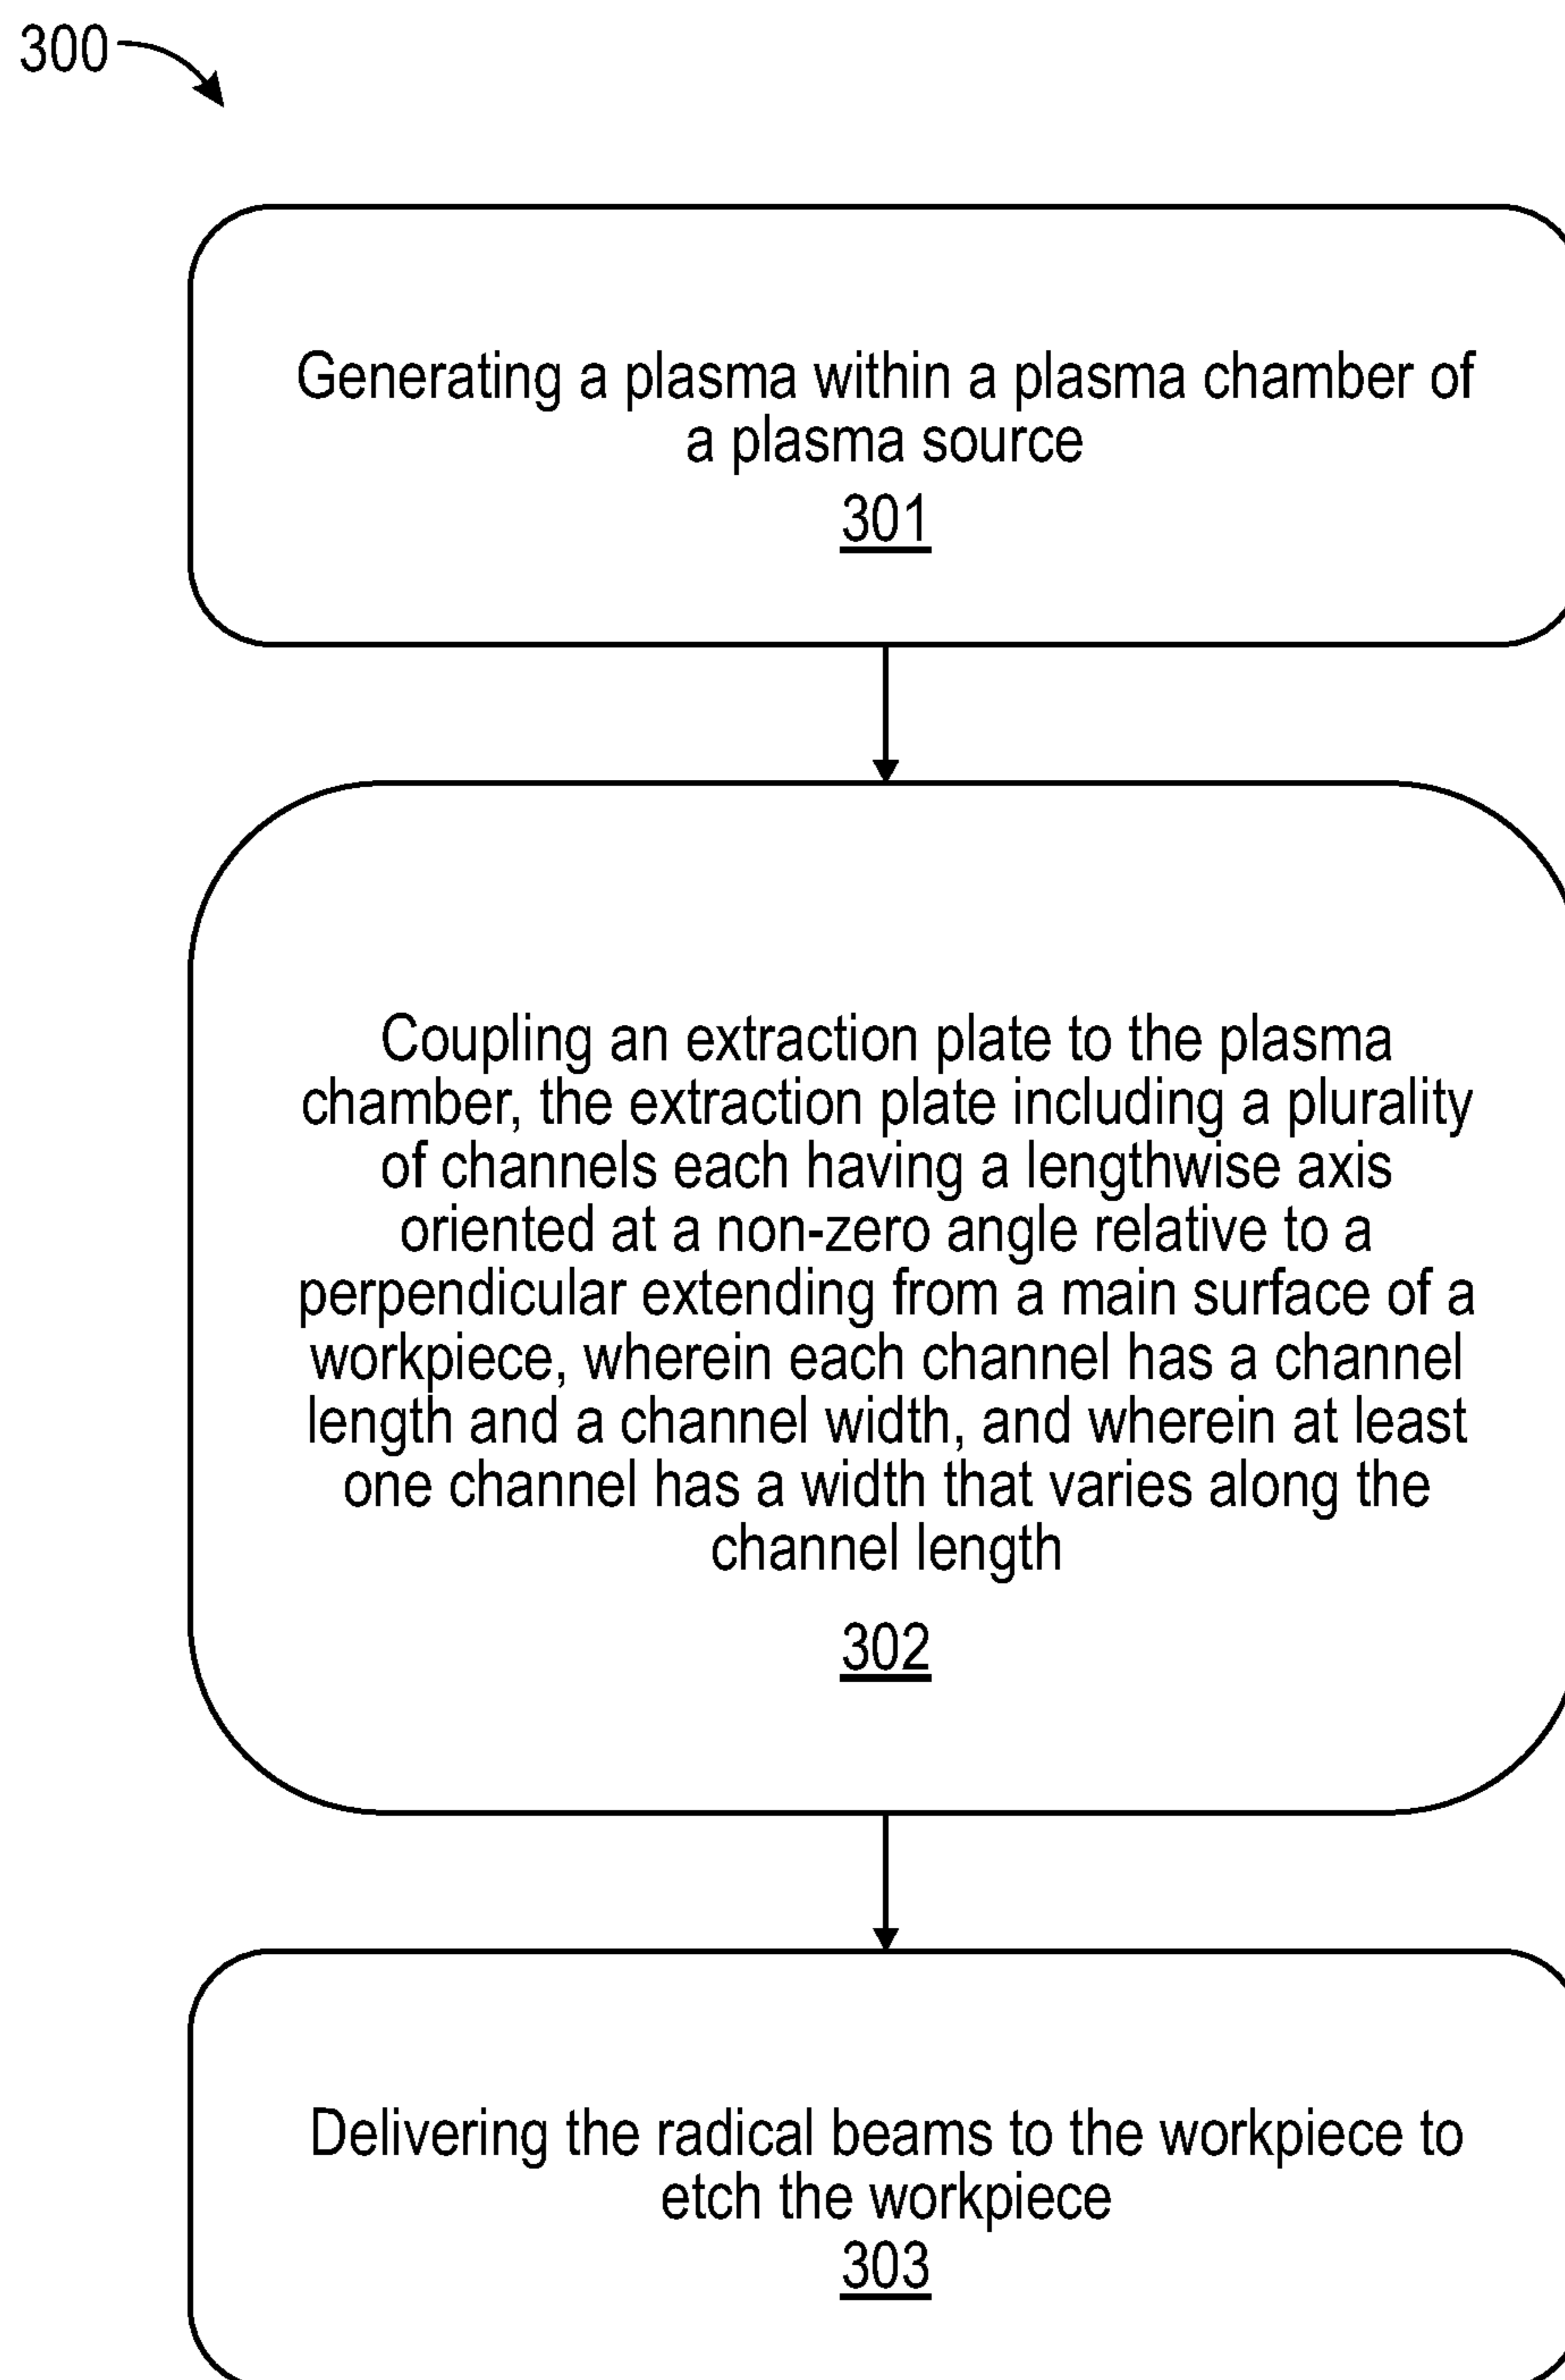 300
Generating a plasma within a plasma chamber of
a plasma source
301
Coupling an extraction plate to the plasma
chamber, the extraction plate including a plurality
of channels each having a lengthwise axis
oriented at a non-zero angle relative to a
perpendicular extending from a main surface of a
workpiece, wherein each channel has a channel
length and a channel width, and wherein at least
one channel has a width that varies along the
channel length
302
Delivering the radical beams to the workpiece to
etch the workpiece
303